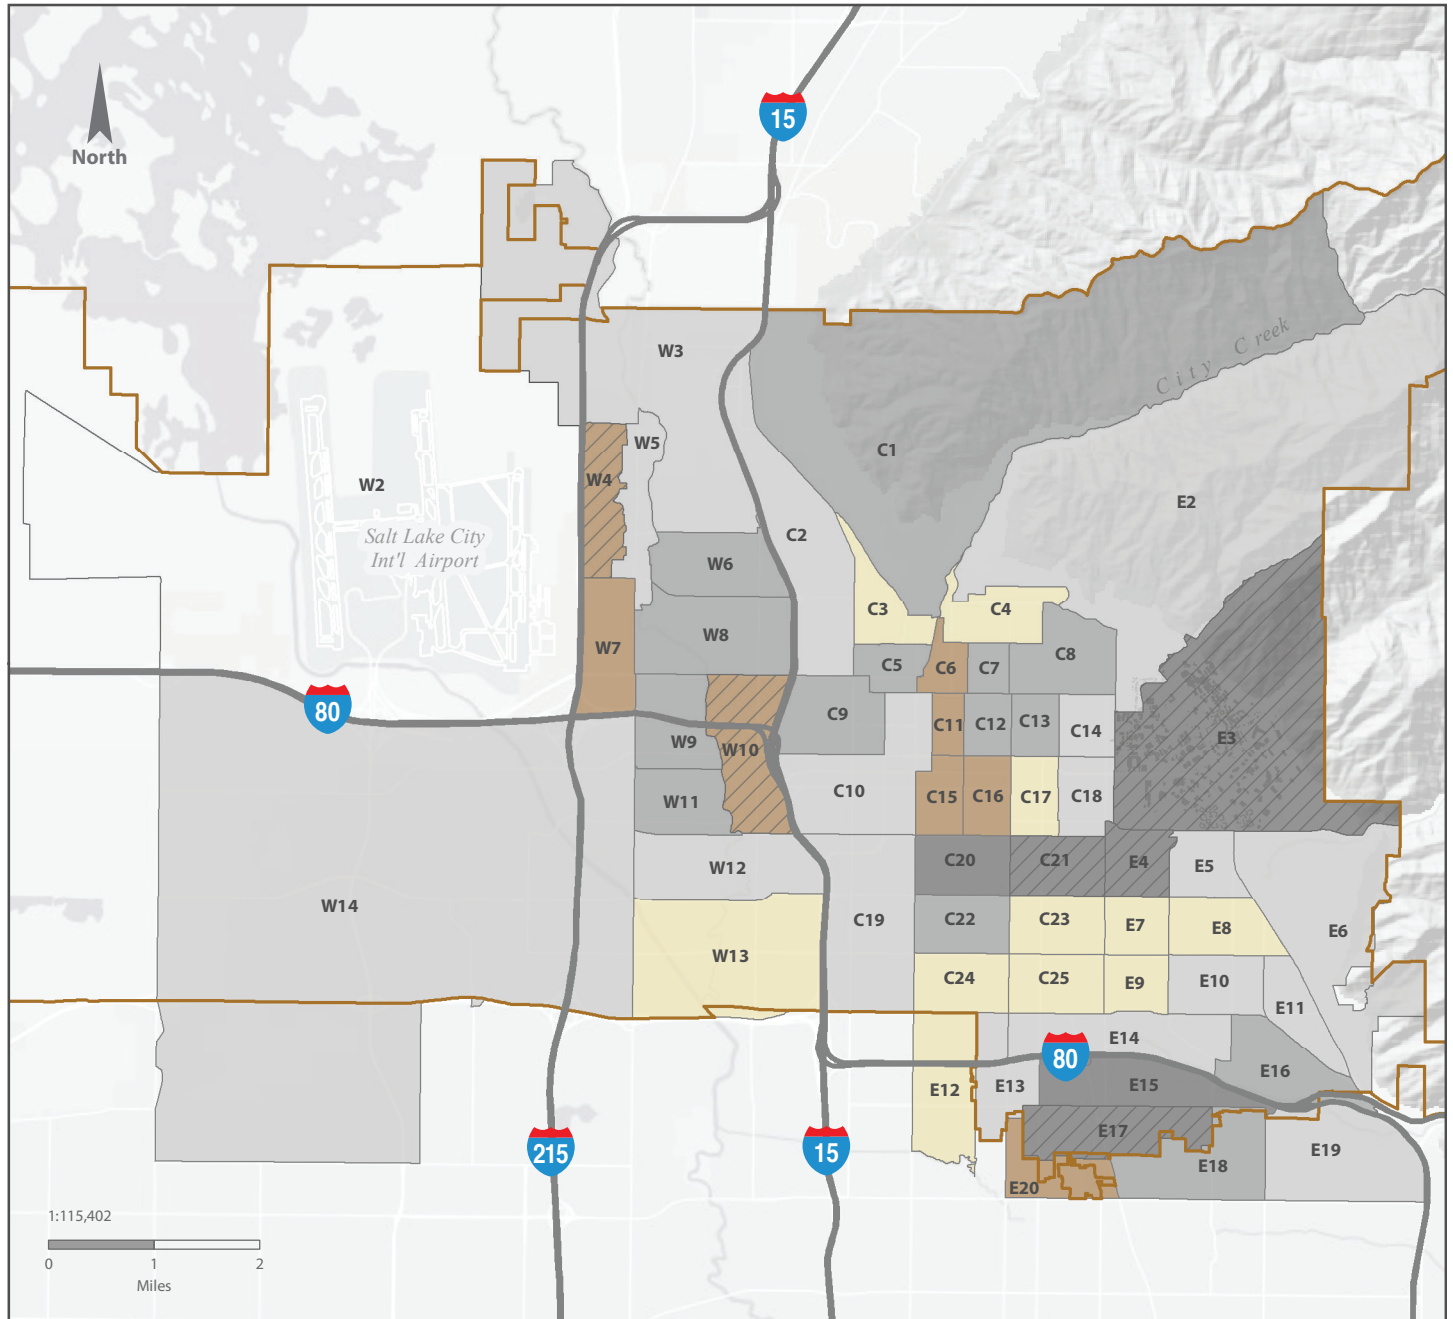 15
North
W3
City Creek
W5
C1
W4
W2
E2
Salt Lake City
Int'l Airport
C2
W6
C3
C4
W8
W7
C5
C6
C7
C8
80
C9
C11
C12
C13
C14
E3
W9
W10
C10
C15
C16
C17
C18
W11
C20
C21
E4
E5
W12
W14
C19
C22
C23
E7
E8
E6
W13
C24
C25
E9
E10
E11
E14
80
E16
E12
E13
E15
E17
215
15
E19
E18
E20
1:115,402
0 1 2
Miles